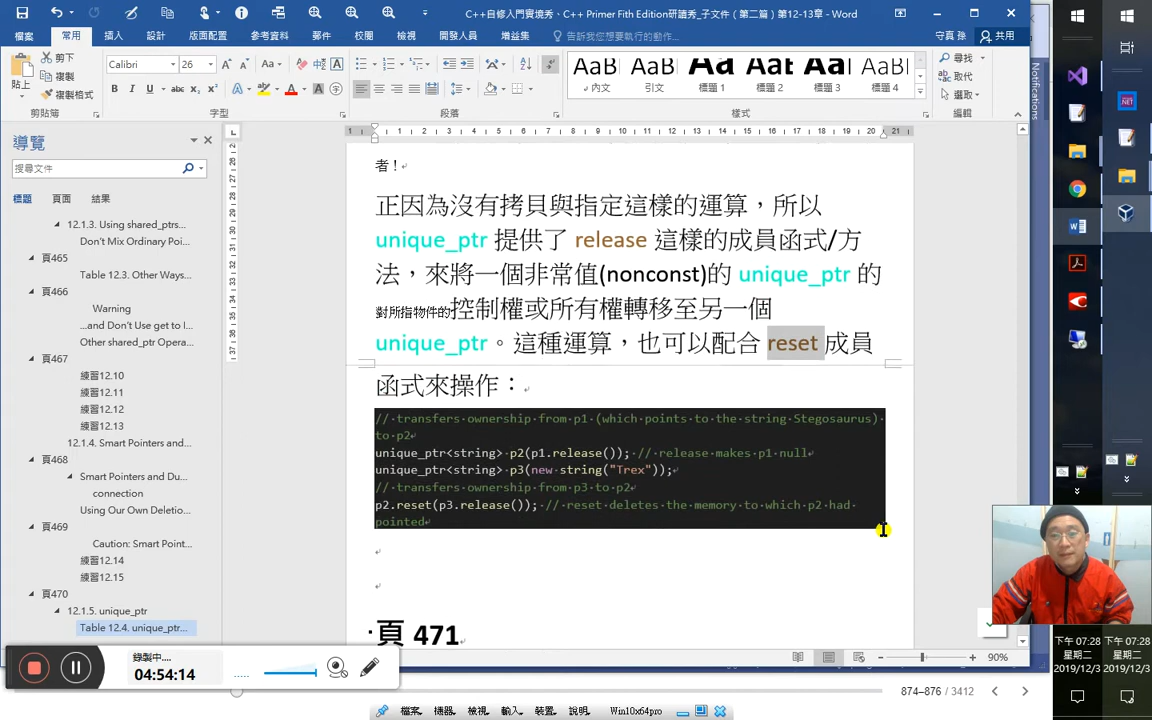 C++自修入門實境秀、C++ Primer Fifth Edition研讀秀_子文件（第二篇）第12-13章 - Word
檔案 常用 插入 設計 版面配置 參考資料 郵件 校閱 檢視 開發人員 增益集 告訴我您想要執行的動作... 守真 孫 共用
貼上 剪下 複製 複製格式 剪貼簿
Calibri 26 字型
段落
AaB AaB AaB AaB AaB AaBb
內文 引文 標題 1 標題 2 標題 3 標題 4
樣式
尋找 取代 選取 編輯
導覽
搜尋文件
標題 頁面 結果
12.1.3. Using shared_ptrs...
Don't Mix Ordinary Poi...
頁465
Table 12.3. Other Ways...
頁466
Warning
...and Don't Use get to I...
Other shared_ptr Opera...
頁467
練習12.10
練習12.11
練習12.12
練習12.13
12.1.4. Smart Pointers and...
頁468
Smart Pointers and Du...
connection
Using Our Own Deletio...
頁469
Caution: Smart Point...
練習12.14
練習12.15
頁470
12.1.5. unique_ptr
Table 12.4. unique_ptr...
者！
正因為沒有拷貝與指定這樣的運算，所以
unique_ptr 提供了 release 這樣的成員函式/方
法，來將一個非常值(nonconst)的 unique_ptr 的
對所指物件的控制權或所有權轉移至另一個
unique_ptr。這種運算，也可以配合 reset 成員
函式來操作：
// transfers ownership from p1 (which points to the string Stegosaurus)
to p2
unique_ptr<string> p2(p1.release()); // release makes p1 null
unique_ptr<string> p3(new string("Trex"));
// transfers ownership from p3 to p2
p2.reset(p3.release()); // reset deletes the memory to which p2 had
pointed
頁 471
錄製中....
04:54:14
90%
874–876 / 3412
檔案 機器 檢視 輸入 裝置 說明 Win10x64pro
Notifications
下午 07:28 下午 07:28
星期二 星期二
2019/12/3 2019/12/3